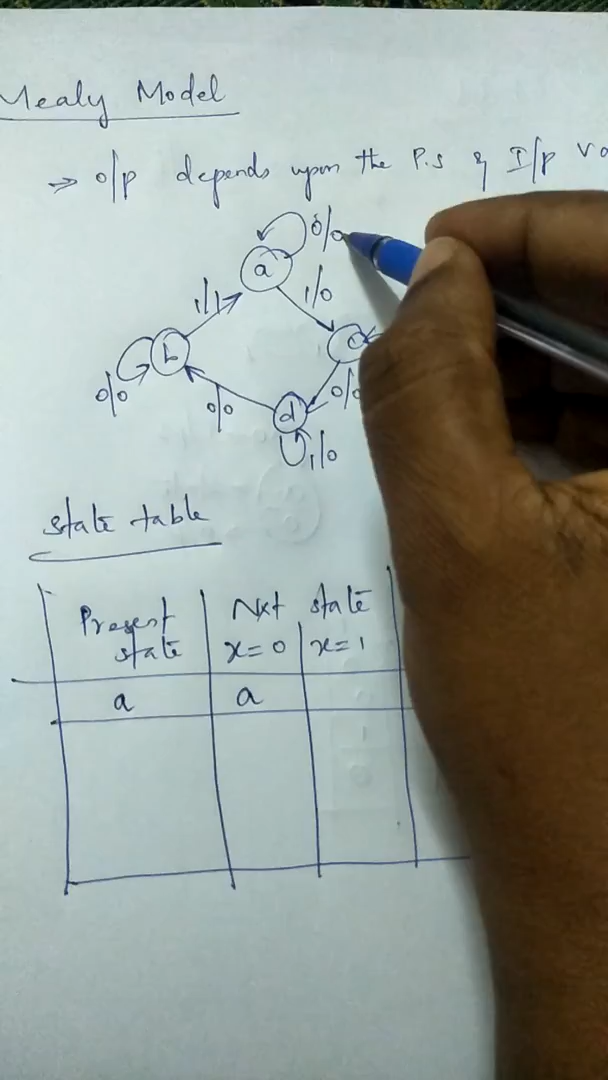 Mealy Model
⇒ o/p depends upon the P.S & I/p va
0/0
a
1/1
1/0
b
c
0/0
0/0
d
0/0
1/0
state table
Present state
Nxt state
x=0
x=1
a
a